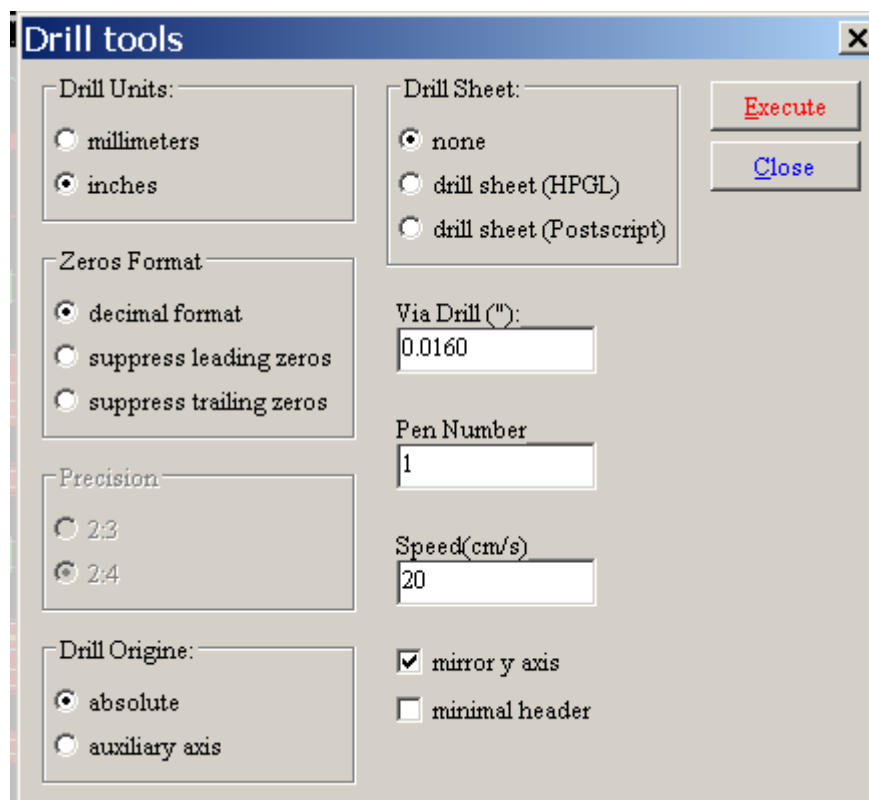 Drill tools
Drill Units:
millimeters
inches
Zeros Format
decimal format
suppress leading zeros
suppress trailing zeros
Precision
2:3
2:4
Drill Origine:
absolute
auxiliary axis
Drill Sheet:
none
drill sheet (HPGL)
drill sheet (Postscript)
Via Drill ("):
0.0160
Pen Number
1
Speed(cm/s)
20
mirror y axis
minimal header
Execute
Close